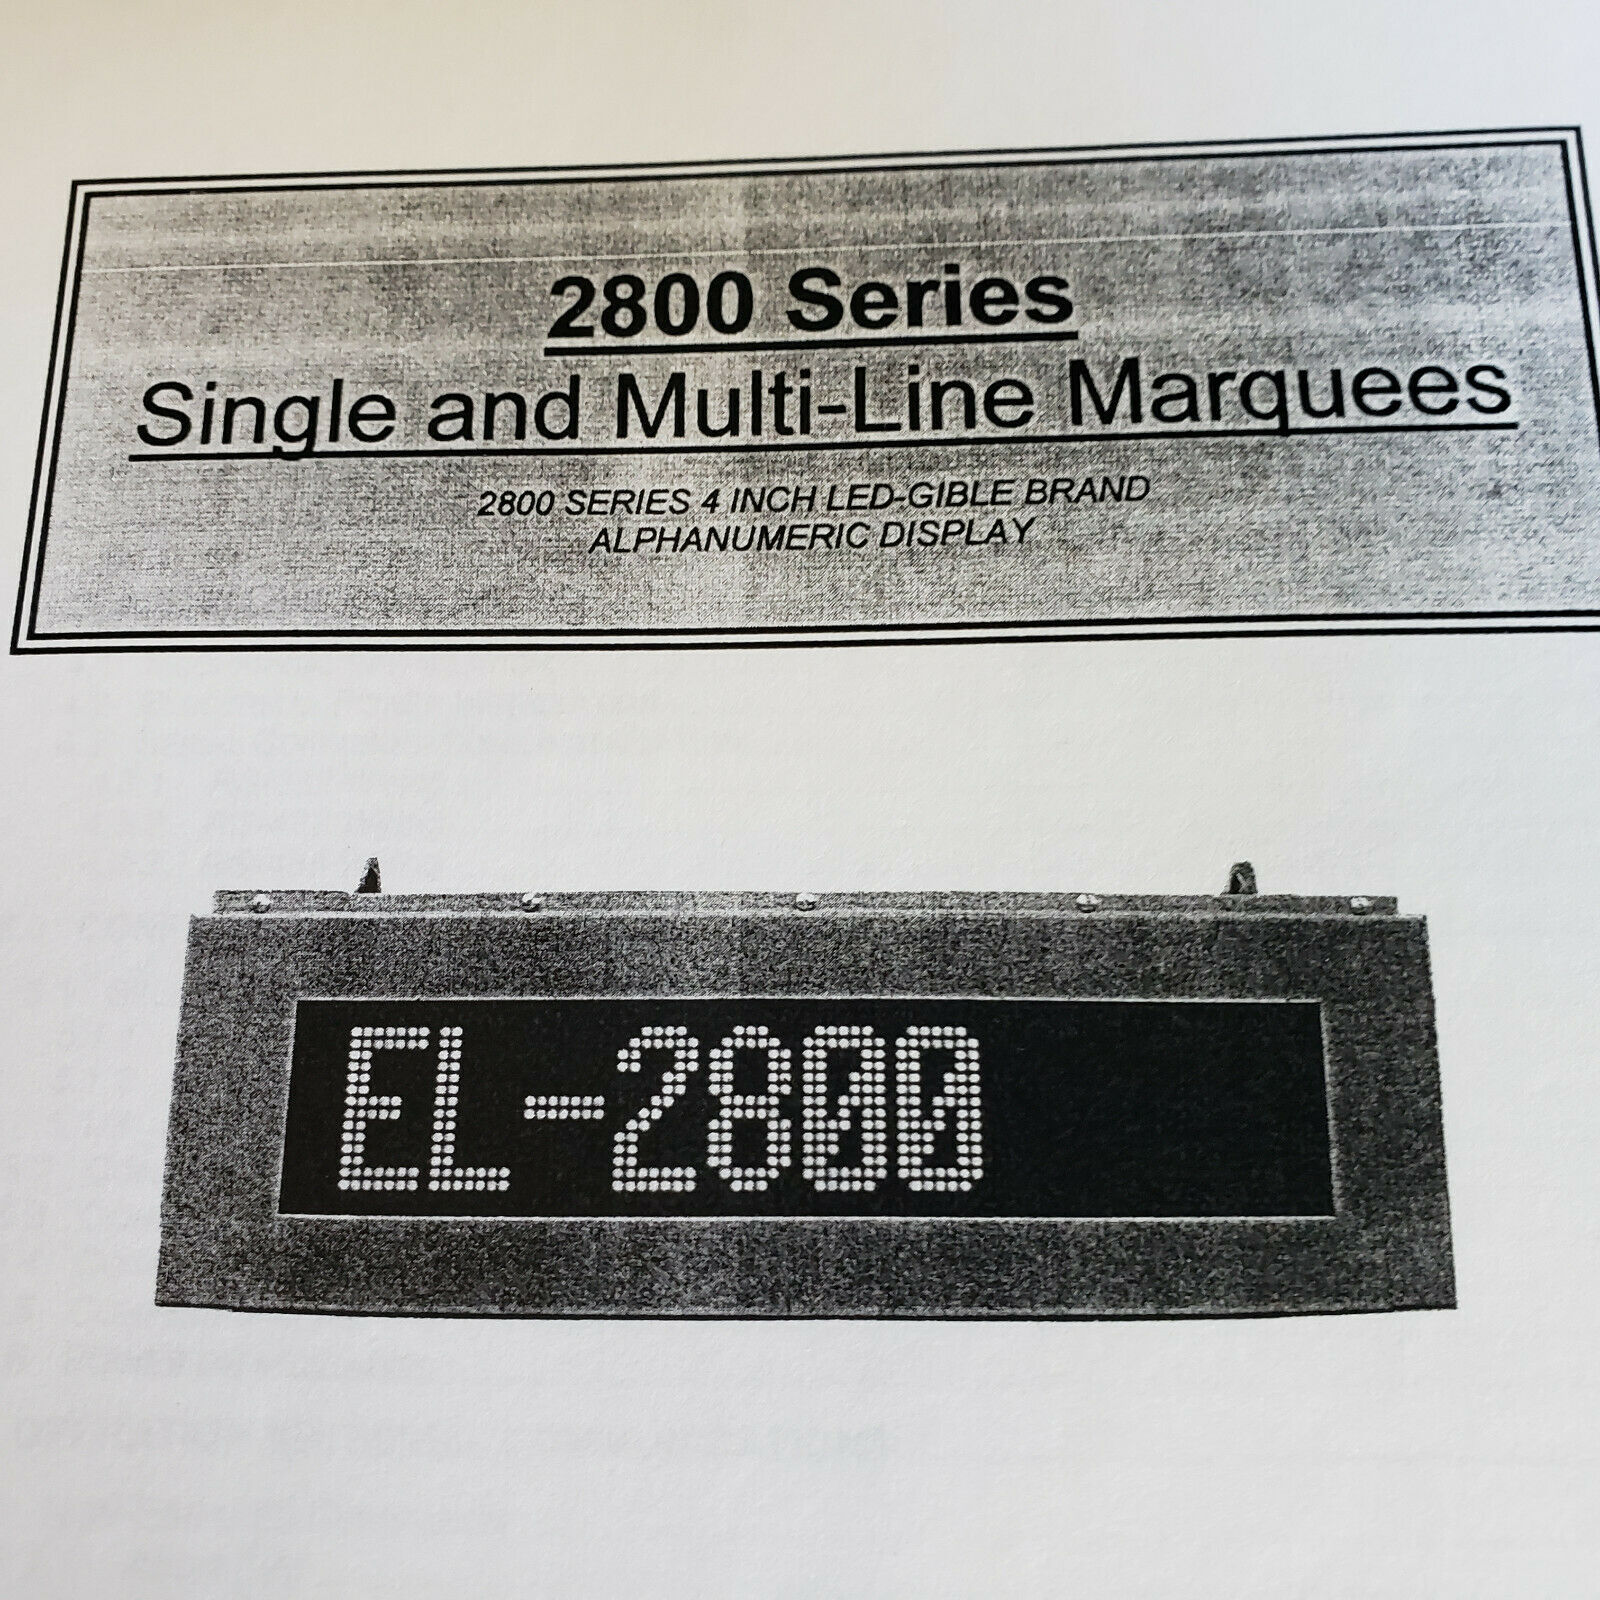 2800 Series
Single and Multi-Line Marquees
2800 SERIES 4 INCH LED-GIBLE BRAND
ALPHANUMERIC DISPLAY
EL-2800